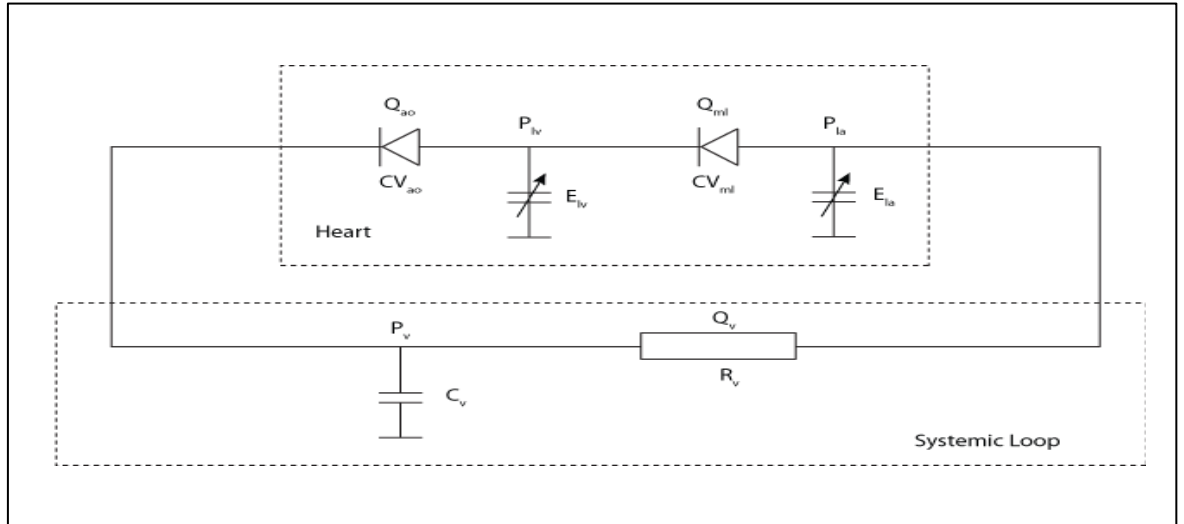 Q_ao
P_lv
Q_ml
P_la
CV_ao
E_lv
CV_ml
E_la
Heart
P_v
Q_v
C_v
R_v
Systemic Loop